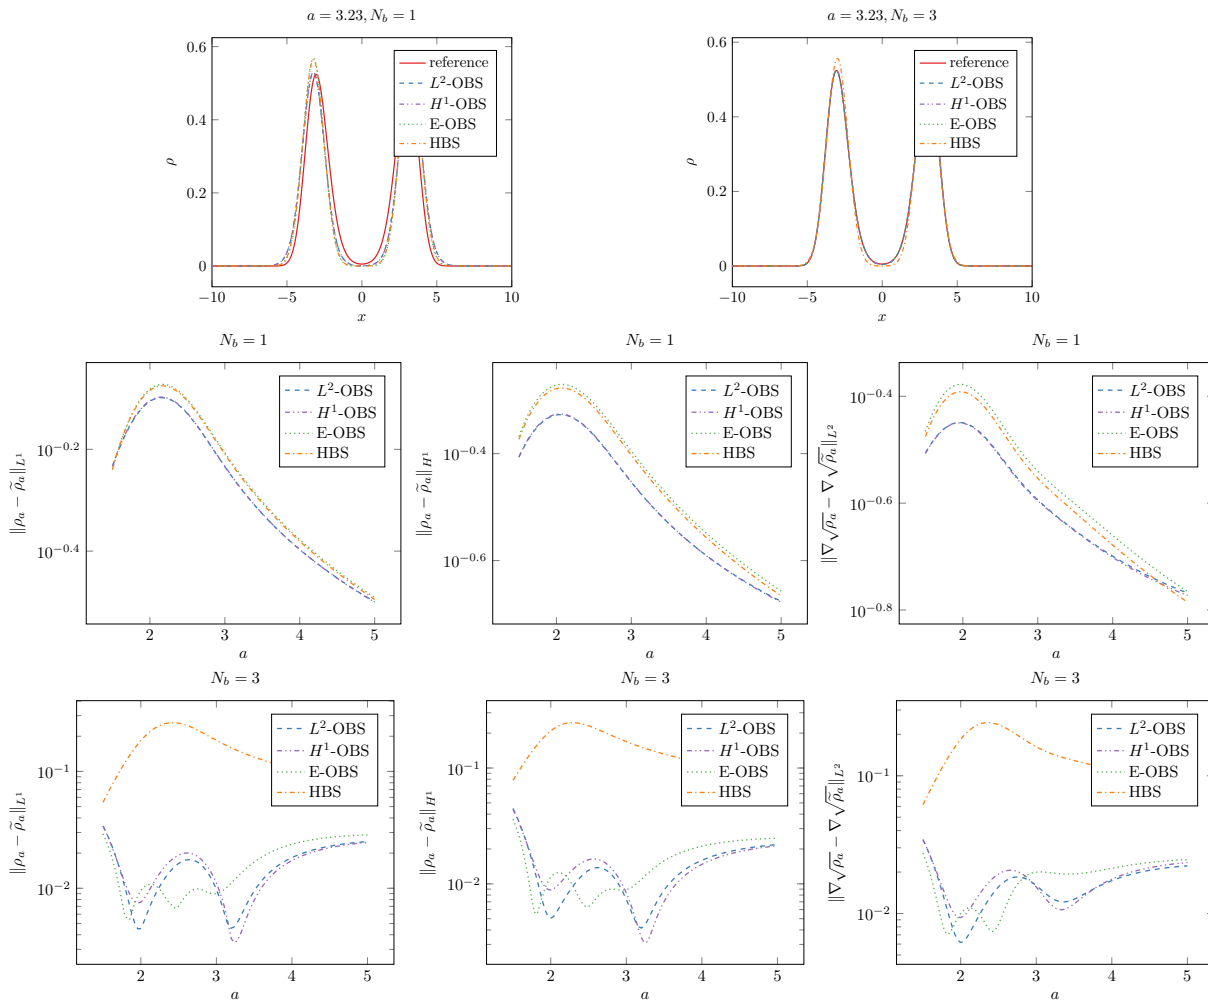 a = 3.23, N_b = 1
0.6
0.4
0.2
0
ρ
reference
L²-OBS
H¹-OBS
E-OBS
HBS
−10
−5
0
5
10
x
a = 3.23, N_b = 3
0.6
0.4
0.2
0
ρ
reference
L²-OBS
H¹-OBS
E-OBS
HBS
−10
−5
0
5
10
x
N_b = 1
10^−0.2
10^−0.4
‖ρ_a − ρ̃_a‖_{L¹}
L²-OBS
H¹-OBS
E-OBS
HBS
2
3
4
5
a
N_b = 1
10^−0.4
10^−0.6
‖ρ_a − ρ̃_a‖_{H¹}
L²-OBS
H¹-OBS
E-OBS
HBS
2
3
4
5
a
N_b = 1
10^−0.4
10^−0.6
10^−0.8
‖∇√ρ_a − ∇√ρ̃_a‖_{L²}
L²-OBS
H¹-OBS
E-OBS
HBS
2
3
4
5
a
N_b = 3
10^−1
10^−2
‖ρ_a − ρ̃_a‖_{L¹}
L²-OBS
H¹-OBS
E-OBS
HBS
2
3
4
5
a
N_b = 3
10^−1
10^−2
‖ρ_a − ρ̃_a‖_{H¹}
L²-OBS
H¹-OBS
E-OBS
HBS
2
3
4
5
a
N_b = 3
10^−1
10^−2
‖∇√ρ_a − ∇√ρ̃_a‖_{L²}
L²-OBS
H¹-OBS
E-OBS
HBS
2
3
4
5
a